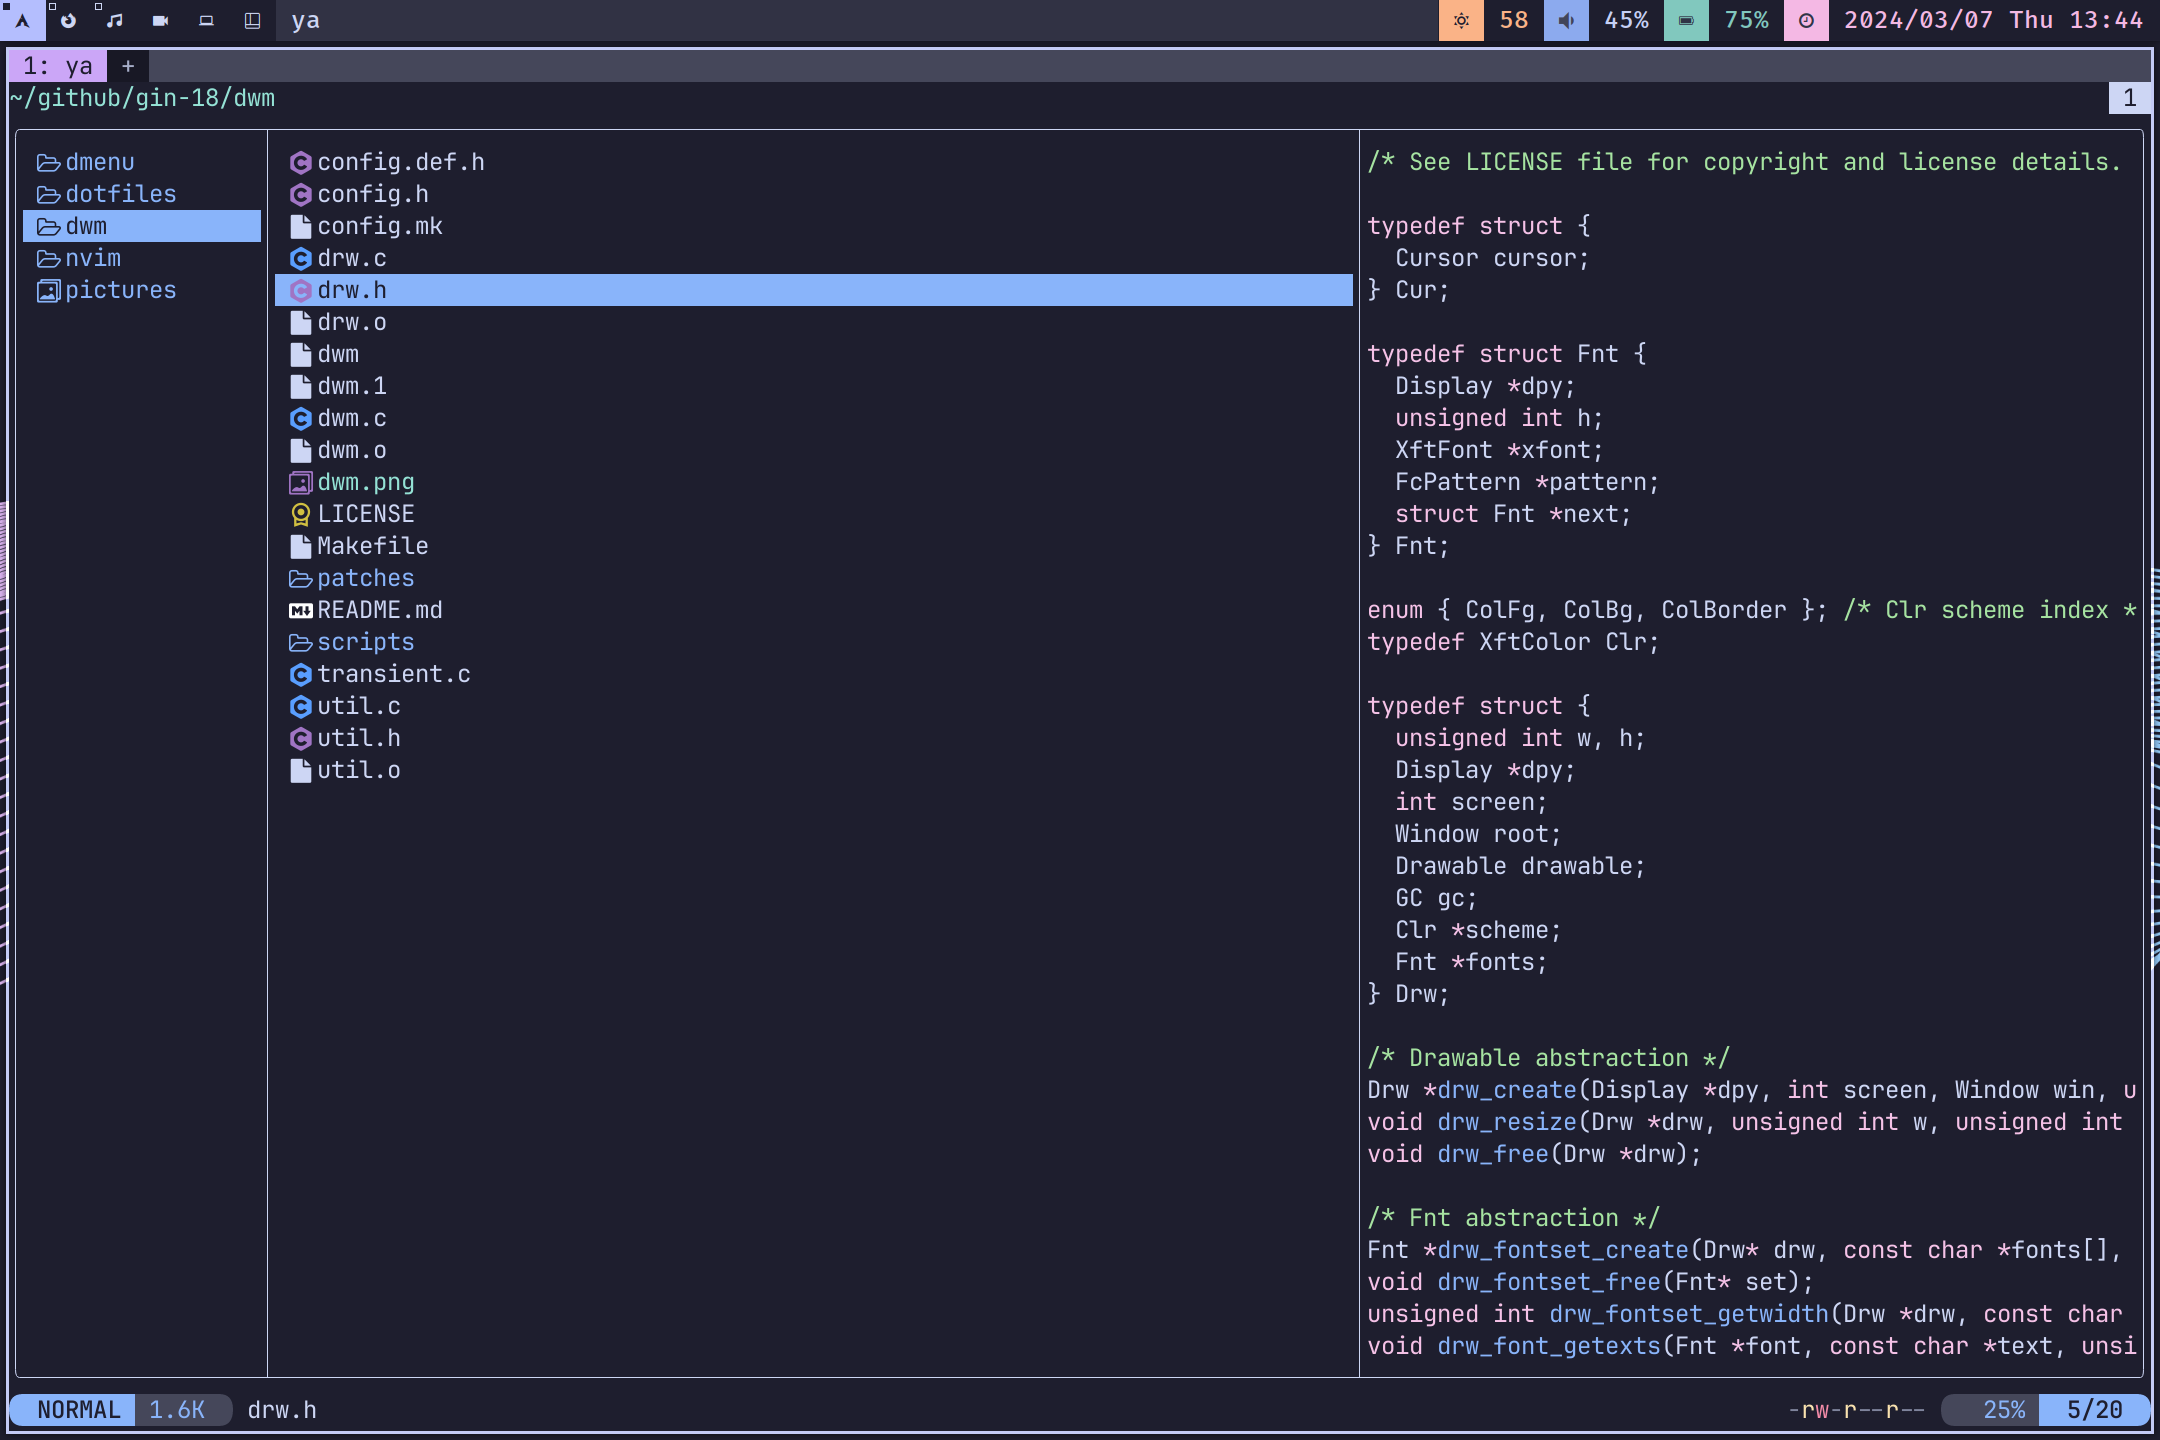 ya 58 45% 75% 2024/03/07 Thu 13:44
1: ya +
~/github/gin-18/dwm 1
dmenu
dotfiles
dwm
nvim
pictures
config.def.h
config.h
config.mk
drw.c
drw.h
drw.o
dwm
dwm.1
dwm.c
dwm.o
dwm.png
LICENSE
Makefile
patches
README.md
scripts
transient.c
util.c
util.h
util.o
/* See LICENSE file for copyright and license details.
typedef struct {
  Cursor cursor;
} Cur;
typedef struct Fnt {
  Display *dpy;
  unsigned int h;
  XftFont *xfont;
  FcPattern *pattern;
  struct Fnt *next;
} Fnt;
enum { ColFg, ColBg, ColBorder }; /* Clr scheme index *
typedef XftColor Clr;
typedef struct {
  unsigned int w, h;
  Display *dpy;
  int screen;
  Window root;
  Drawable drawable;
  GC gc;
  Clr *scheme;
  Fnt *fonts;
} Drw;
/* Drawable abstraction */
Drw *drw_create(Display *dpy, int screen, Window win, u
void drw_resize(Drw *drw, unsigned int w, unsigned int
void drw_free(Drw *drw);
/* Fnt abstraction */
Fnt *drw_fontset_create(Drw* drw, const char *fonts[],
void drw_fontset_free(Fnt* set);
unsigned int drw_fontset_getwidth(Drw *drw, const char
void drw_font_getexts(Fnt *font, const char *text, unsi
NORMAL 1.6K drw.h -rw-r--r-- 25% 5/20